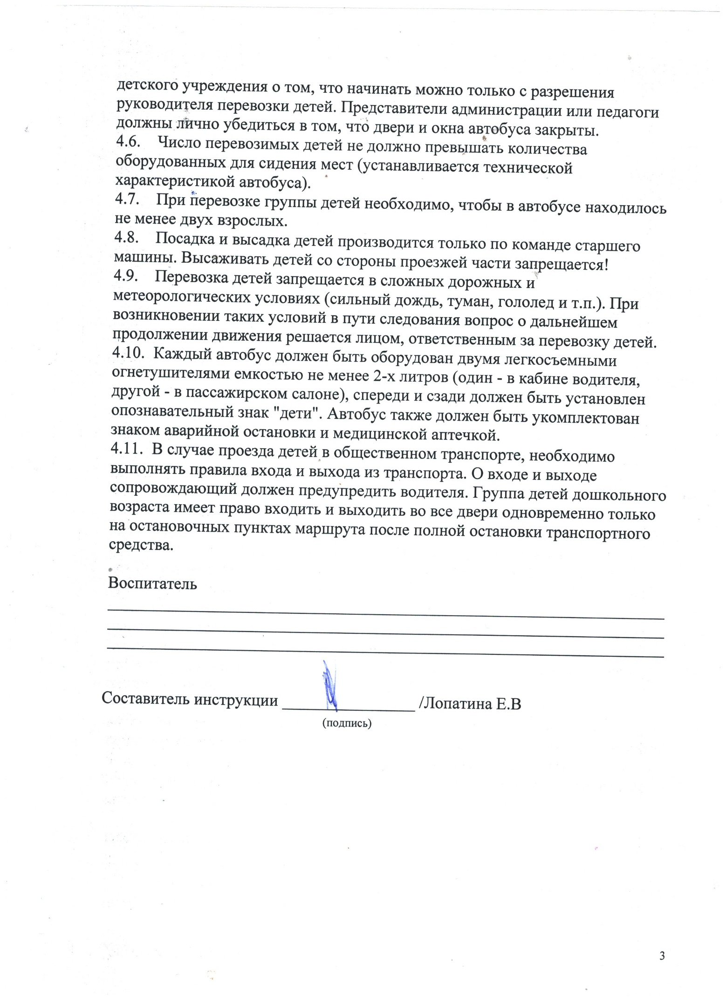 детского учреждения о том, что начинать можно только с разрешения
руководителя перевозки детей. Представители администрации или педагоги
должны лично убедиться в том, что двери и окна автобуса закрыты.
4.6. Число перевозимых детей не должно превышать количества
оборудованных для сидения мест (устанавливается технической
характеристикой автобуса).
4.7. При перевозке группы детей необходимо, чтобы в автобусе находилось
не менее двух взрослых.
4.8. Посадка и высадка детей производится только по команде старшего
машины. Высаживать детей со стороны проезжей части запрещается!
4.9. Перевозка детей запрещается в сложных дорожных и
метеорологических условиях (сильный дождь, туман, гололед и т.п.). При
возникновении таких условий в пути следования вопрос о дальнейшем
продолжении движения решается лицом, ответственным за перевозку детей.
4.10. Каждый автобус должен быть оборудован двумя легкосъемными
огнетушителями емкостью не менее 2-х литров (один - в кабине водителя,
другой - в пассажирском салоне), спереди и сзади должен быть установлен
опознавательный знак "дети". Автобус также должен быть укомплектован
знаком аварийной остановки и медицинской аптечкой.
4.11. В случае проезда детей в общественном транспорте, необходимо
выполнять правила входа и выхода из транспорта. О входе и выходе
сопровождающий должен предупредить водителя. Группа детей дошкольного
возраста имеет право входить и выходить во все двери одновременно только
на остановочных пунктах маршрута после полной остановки транспортного
средства.
Воспитатель
Составитель инструкции ________________ /Лопатина Е.В
(подпись)
3